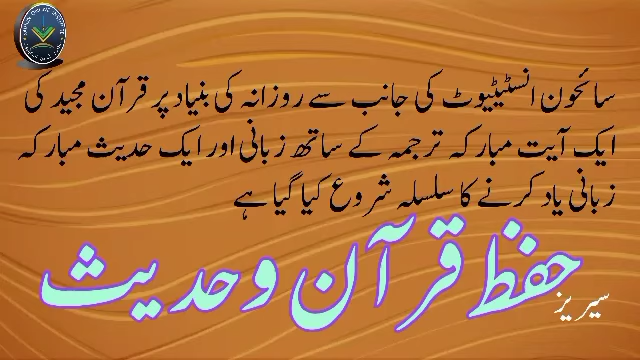 سائحون انسٹیٹیوٹ کی جانب سے روزانہ کی بنیاد پر قرآن مجید کی
ایک آیت مبارکہ ترجمہ کے ساتھ زبانی اور ایک حدیث مبارکہ
زبانی یاد کرنے کا سلسلہ شروع کیا گیا ہے
سیریز
حفظ قرآن و حدیث